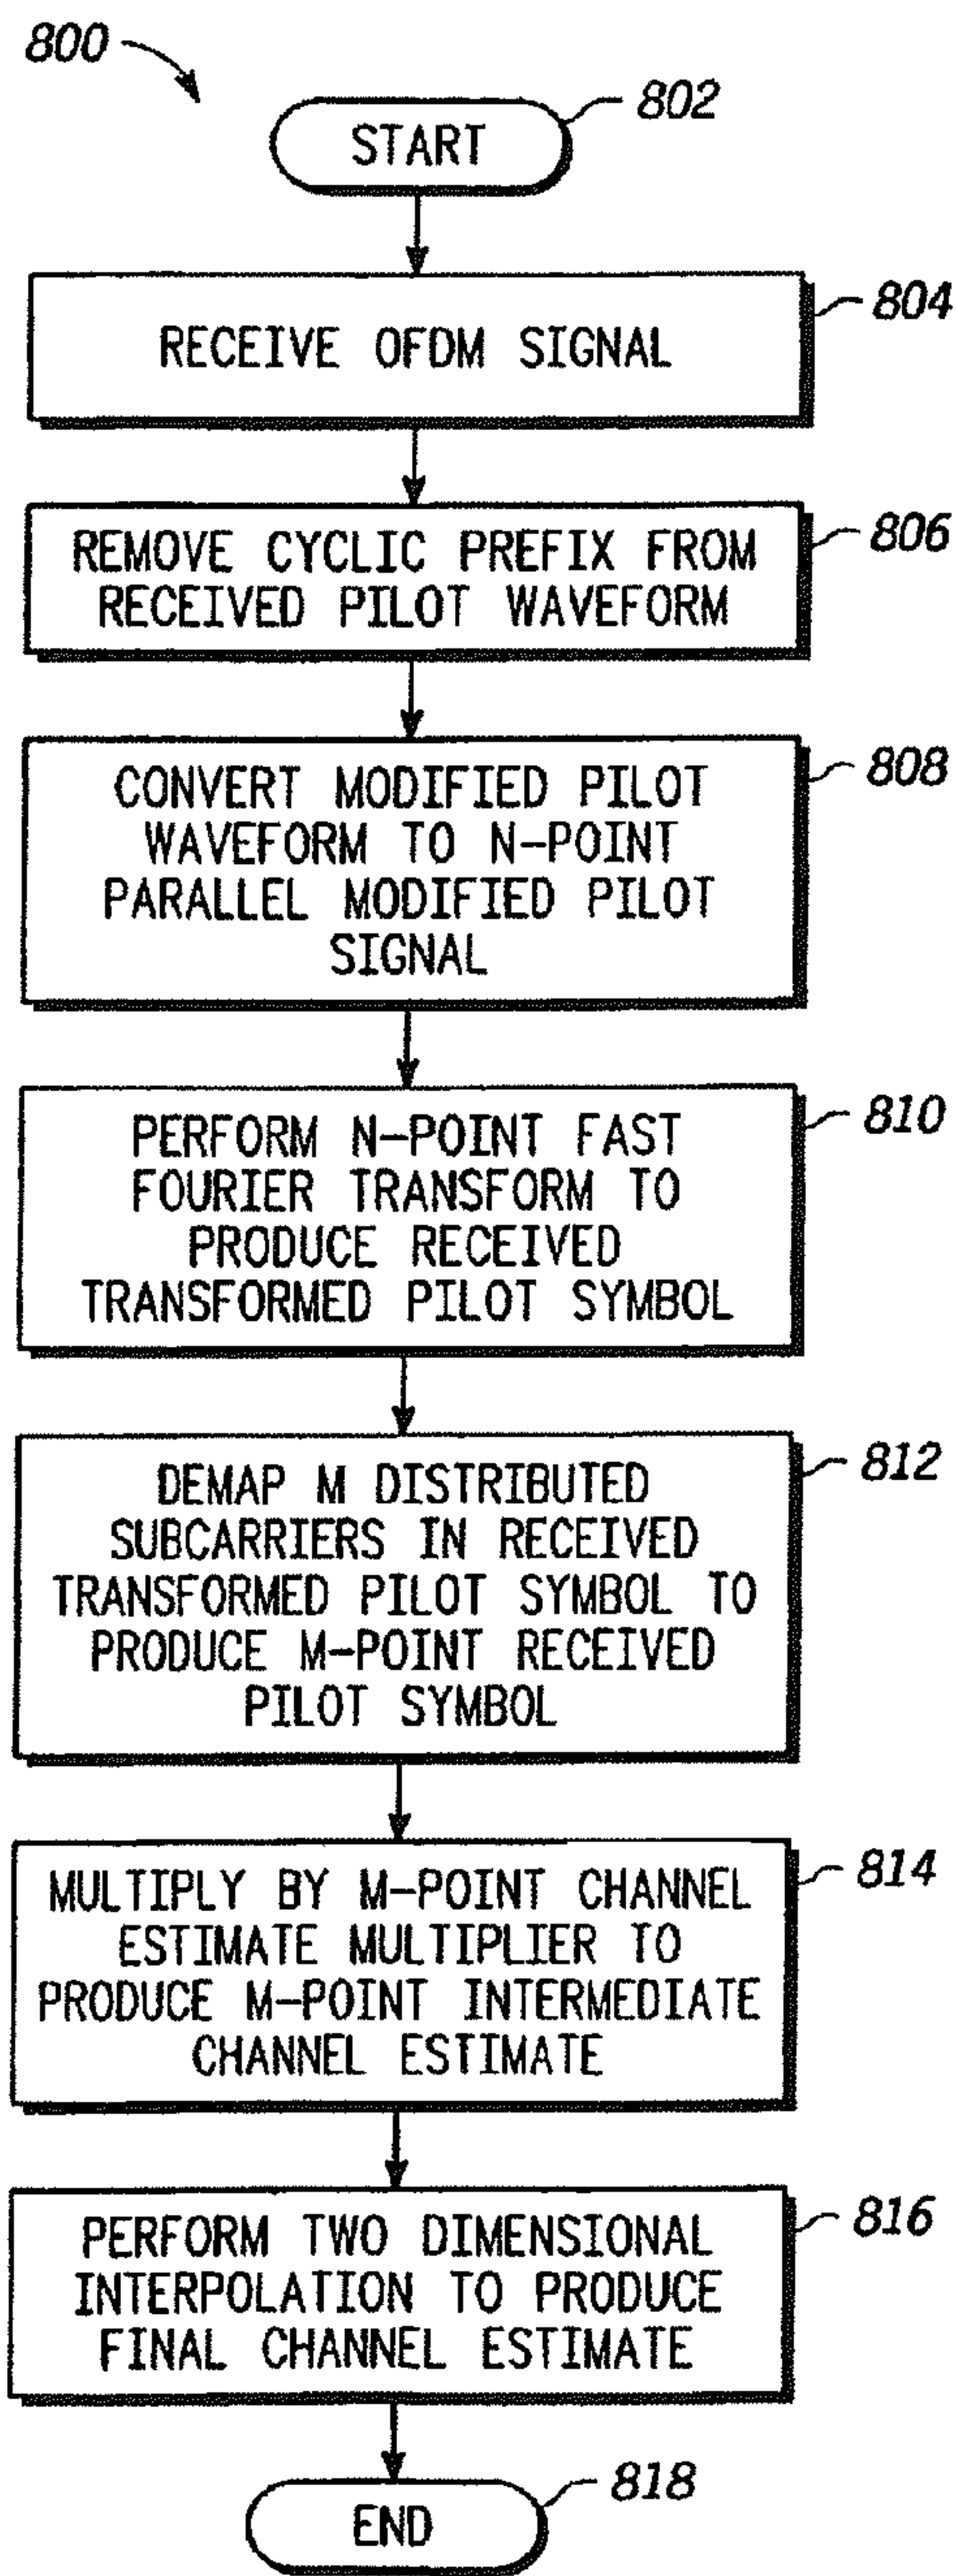 800
802
START
804
RECEIVE OFDM SIGNAL
806
REMOVE CYCLIC PREFIX FROM
RECEIVED PILOT WAVEFORM
808
CONVERT MODIFIED PILOT
WAVEFORM TO N-POINT
PARALLEL MODIFIED PILOT
SIGNAL
810
PERFORM N-POINT FAST
FOURIER TRANSFORM TO
PRODUCE RECEIVED
TRANSFORMED PILOT SYMBOL
812
DEMAP M DISTRIBUTED
SUBCARRIERS IN RECEIVED
TRANSFORMED PILOT SYMBOL TO
PRODUCE M-POINT RECEIVED
PILOT SYMBOL
814
MULTIPLY BY M-POINT CHANNEL
ESTIMATE MULTIPLIER TO
PRODUCE M-POINT INTERMEDIATE
CHANNEL ESTIMATE
816
PERFORM TWO DIMENSIONAL
INTERPOLATION TO PRODUCE
FINAL CHANNEL ESTIMATE
818
END